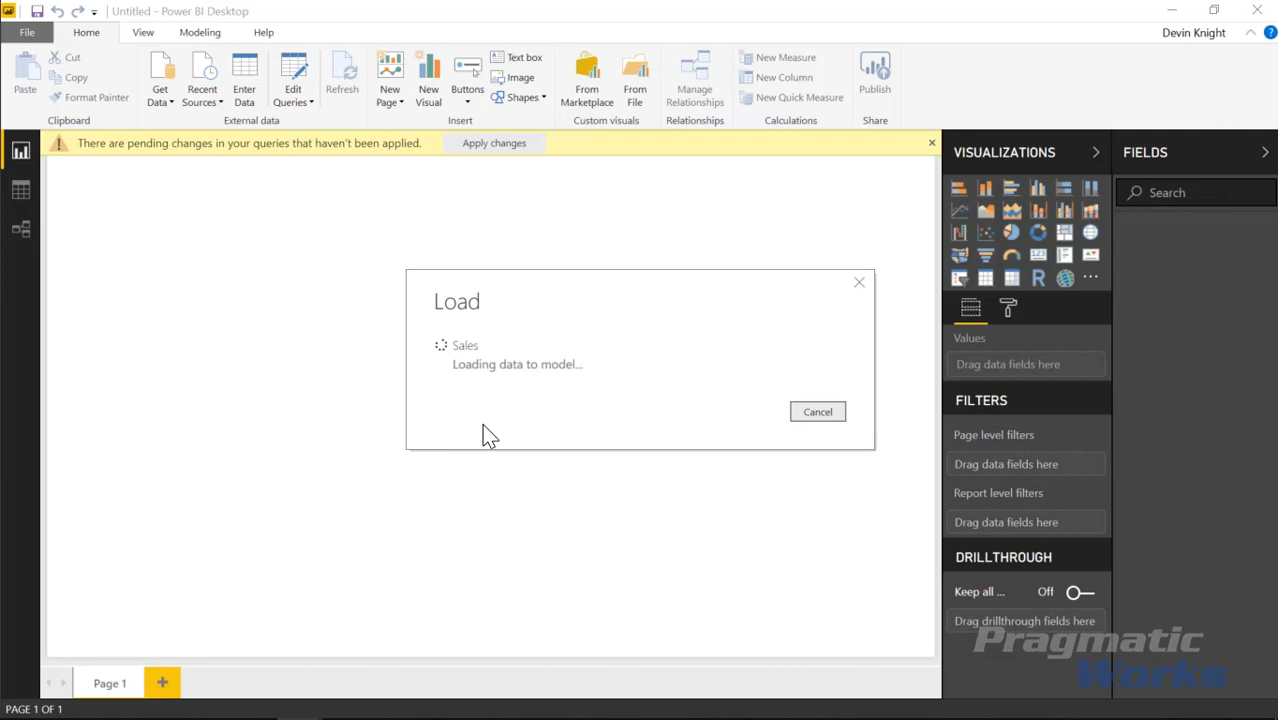 Untitled - Power BI Desktop
File
Home
View
Modeling
Help
Devin Knight
Paste
Cut
Copy
Format Painter
Clipboard
Get Data
Recent Sources
Enter Data
Edit Queries
External data
Refresh
New Page
New Visual
Buttons
Text box
Image
Shapes
Insert
From Marketplace
From File
Custom visuals
Manage Relationships
Relationships
New Measure
New Column
New Quick Measure
Calculations
Publish
Share
There are pending changes in your queries that haven't been applied.
Apply changes
Load
Sales
Loading data to model...
Cancel
VISUALIZATIONS
R
123
Values
Drag data fields here
FILTERS
Page level filters
Drag data fields here
Report level filters
Drag data fields here
DRILLTHROUGH
Keep all ...
Off
Drag drillthrough fields here
FIELDS
Search
Pragmatic
Works
Page 1
PAGE 1 OF 1